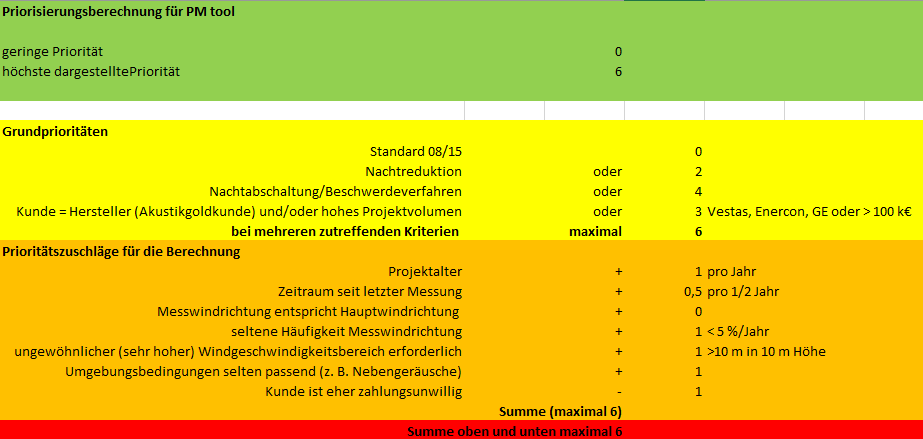 Priorisierungsberechnung für PM tool
geringe Priorität 0
höchste dargestelltePriorität 6
Grundprioritäten
Standard 08/15 0
Nachtreduktion oder 2
Nachtabschaltung/Beschwerdeverfahren oder 4
Kunde = Hersteller (Akustikgoldkunde) und/oder hohes Projektvolumen oder 3 Vestas, Enercon, GE oder > 100 k€
bei mehreren zutreffenden Kriterien maximal 6
Prioritätszuschläge für die Berechnung
Projektalter + 1 pro Jahr
Zeitraum seit letzter Messung + 0,5 pro 1/2 Jahr
Messwindrichtung entspricht Hauptwindrichtung + 0
seltene Häufigkeit Messwindrichtung + 1 < 5 %/Jahr
ungewöhnlicher (sehr hoher) Windgeschwindigkeitsbereich erforderlich + 1 >10 m in 10 m Höhe
Umgebungsbedingungen selten passend (z. B. Nebengeräusche) + 1
Kunde ist eher zahlungsunwillig - 1
Summe (maximal 6)
Summe oben und unten maximal 6